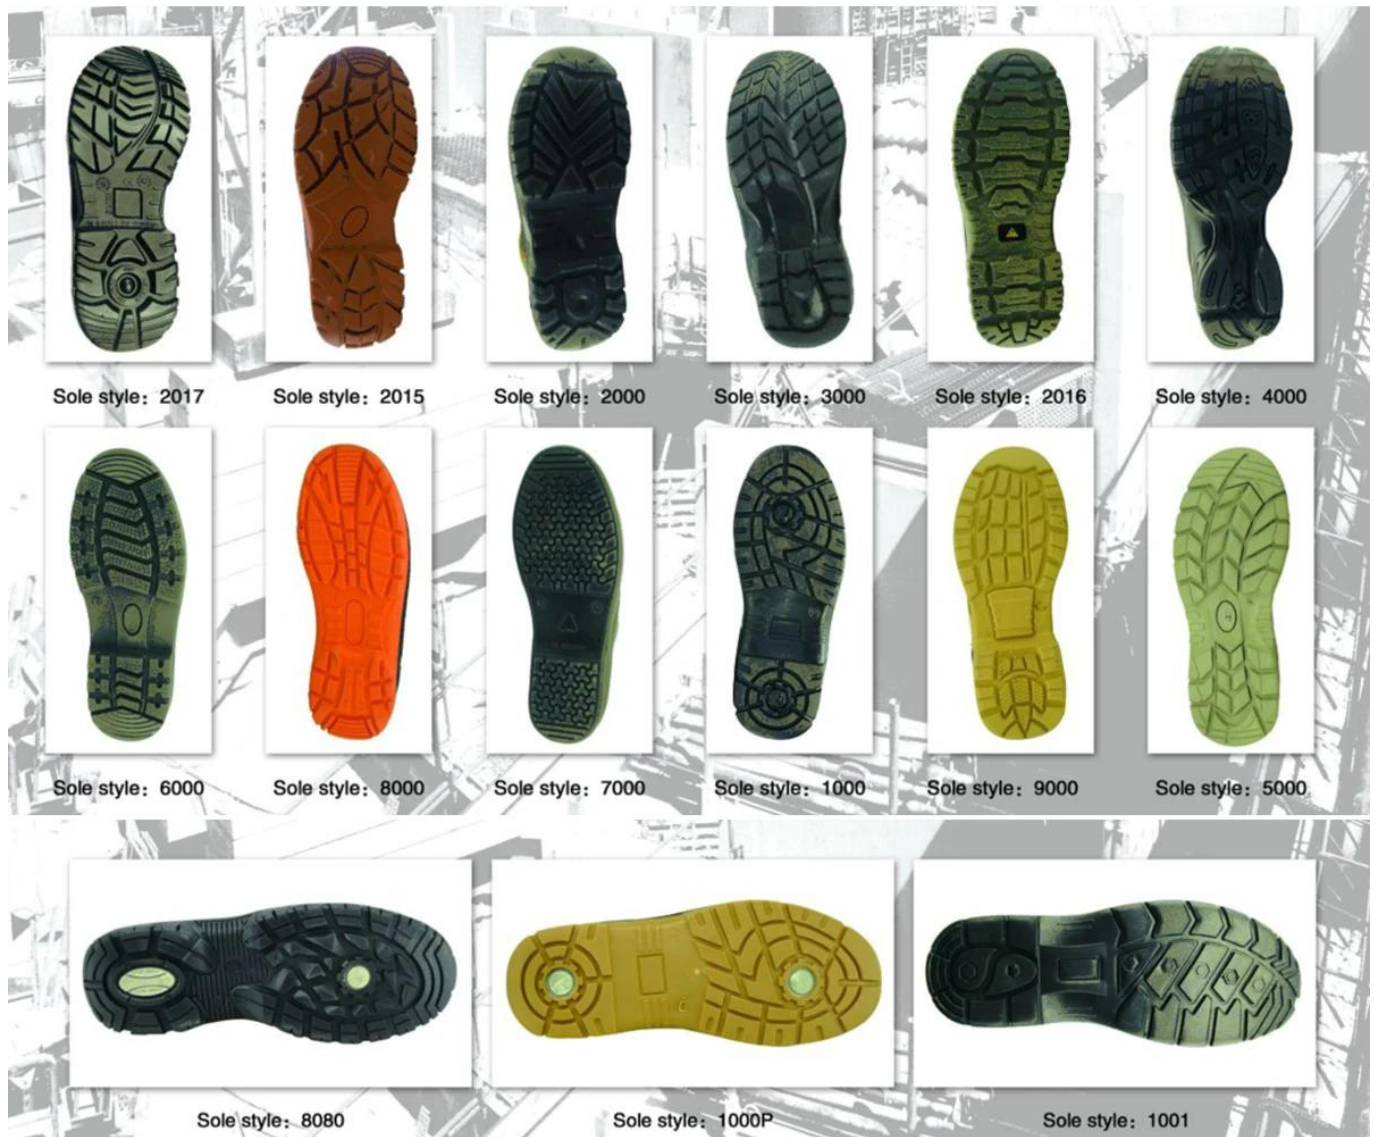 Sole style：2017
Sole style：2015
Sole style：2000
Sole style：3000
Sole style：2016
Sole style：4000
Sole style：6000
Sole style：8000
Sole style：7000
Sole style：1000
Sole style：9000
Sole style：5000
Sole style：8080
Sole style：1000P
Sole style：1001